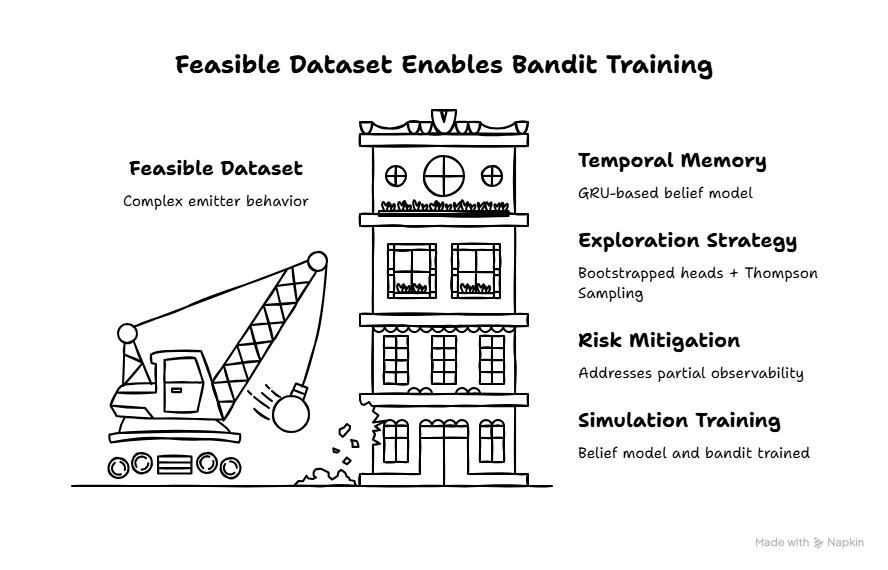 Feasible Dataset Enables Bandit Training
Feasible Dataset
Complex emitter behavior
Temporal Memory
GRU-based belief model
Exploration Strategy
Bootstrapped heads + Thompson
Sampling
Risk Mitigation
Addresses partial observability
Simulation Training
Belief model and bandit trained
Made with Napkin